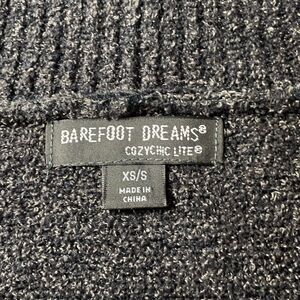 BAREFOOT DREAMS®
COZYCHIC LITE®
XS/S
MADE IN
CHINA